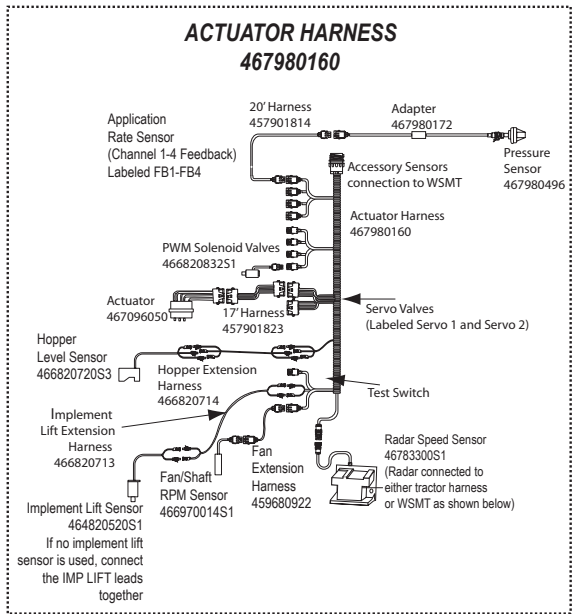 ACTUATOR HARNESS
467980160
20' Harness
457901814
Adapter
467980172
Application
Rate Sensor
(Channel 1-4 Feedback)
Labeled FB1-FB4
Pressure
Sensor
467980496
Accessory Sensors
connection to WSMT
Actuator Harness
467980160
PWM Solenoid Valves
466820832S1
Actuator
467096050
17' Harness
457901823
Servo Valves
(Labeled Servo 1 and Servo 2)
Hopper
Level Sensor
466820720S3
Hopper Extension
Harness
466820714
Test Switch
Implement
Lift Extension
Harness
466820713
Fan/Shaft
RPM Sensor
466970014S1
Fan
Extension
Harness
459680922
Radar Speed Sensor
46783300S1
(Radar connected to
either tractor harness
or WSMT as shown below)
Implement Lift Sensor
464820520S1
If no implement lift
sensor is used, connect
the IMP LIFT leads
together